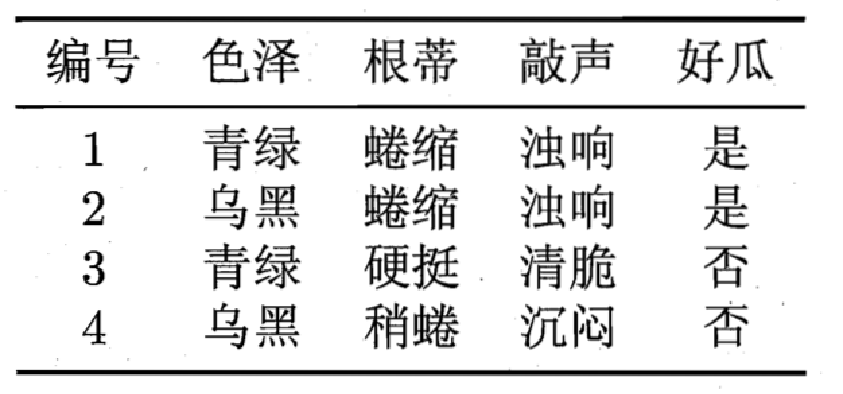 编号 色泽 根蒂 敲声 好瓜
1 青绿 蜷缩 浊响 是
2 乌黑 蜷缩 浊响 是
3 青绿 硬挺 清脆 否
4 乌黑 稍蜷 沉闷 否